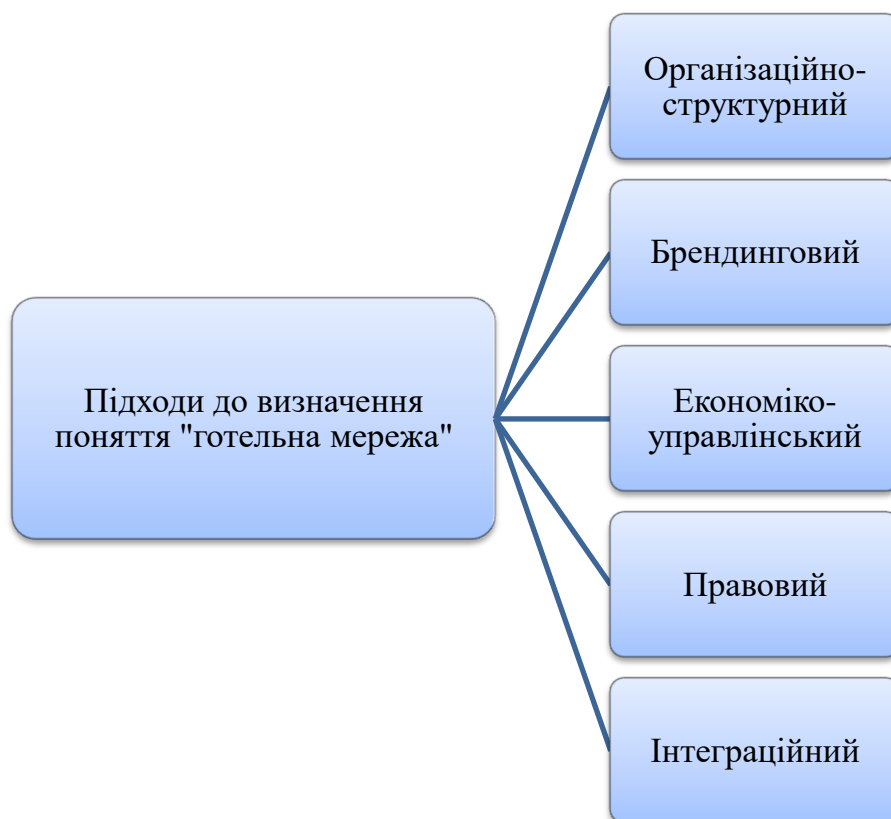 Організаційно-
структурний
Брендинговий
Підходи до визначення
поняття "готельна мережа"
Економіко-
управлінський
Правовий
Інтеграційний